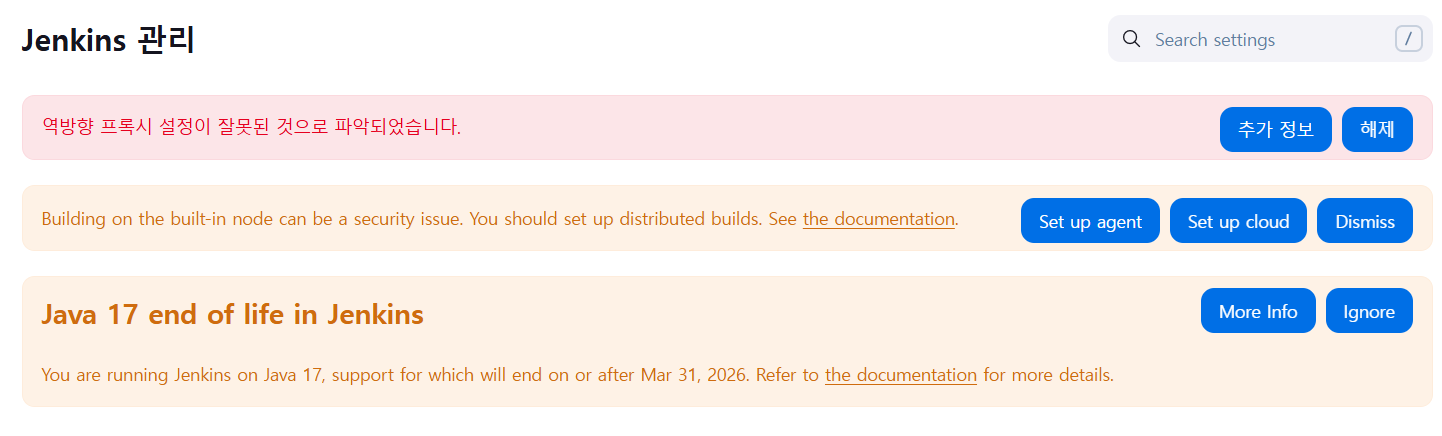 Jenkins 관리
Search settings /
역방향 프록시 설정이 잘못된 것으로 파악되었습니다. 추가 정보 해제
Building on the built-in node can be a security issue. You should set up distributed builds. See the documentation. Set up agent Set up cloud Dismiss
Java 17 end of life in Jenkins More Info Ignore
You are running Jenkins on Java 17, support for which will end on or after Mar 31, 2026. Refer to the documentation for more details.